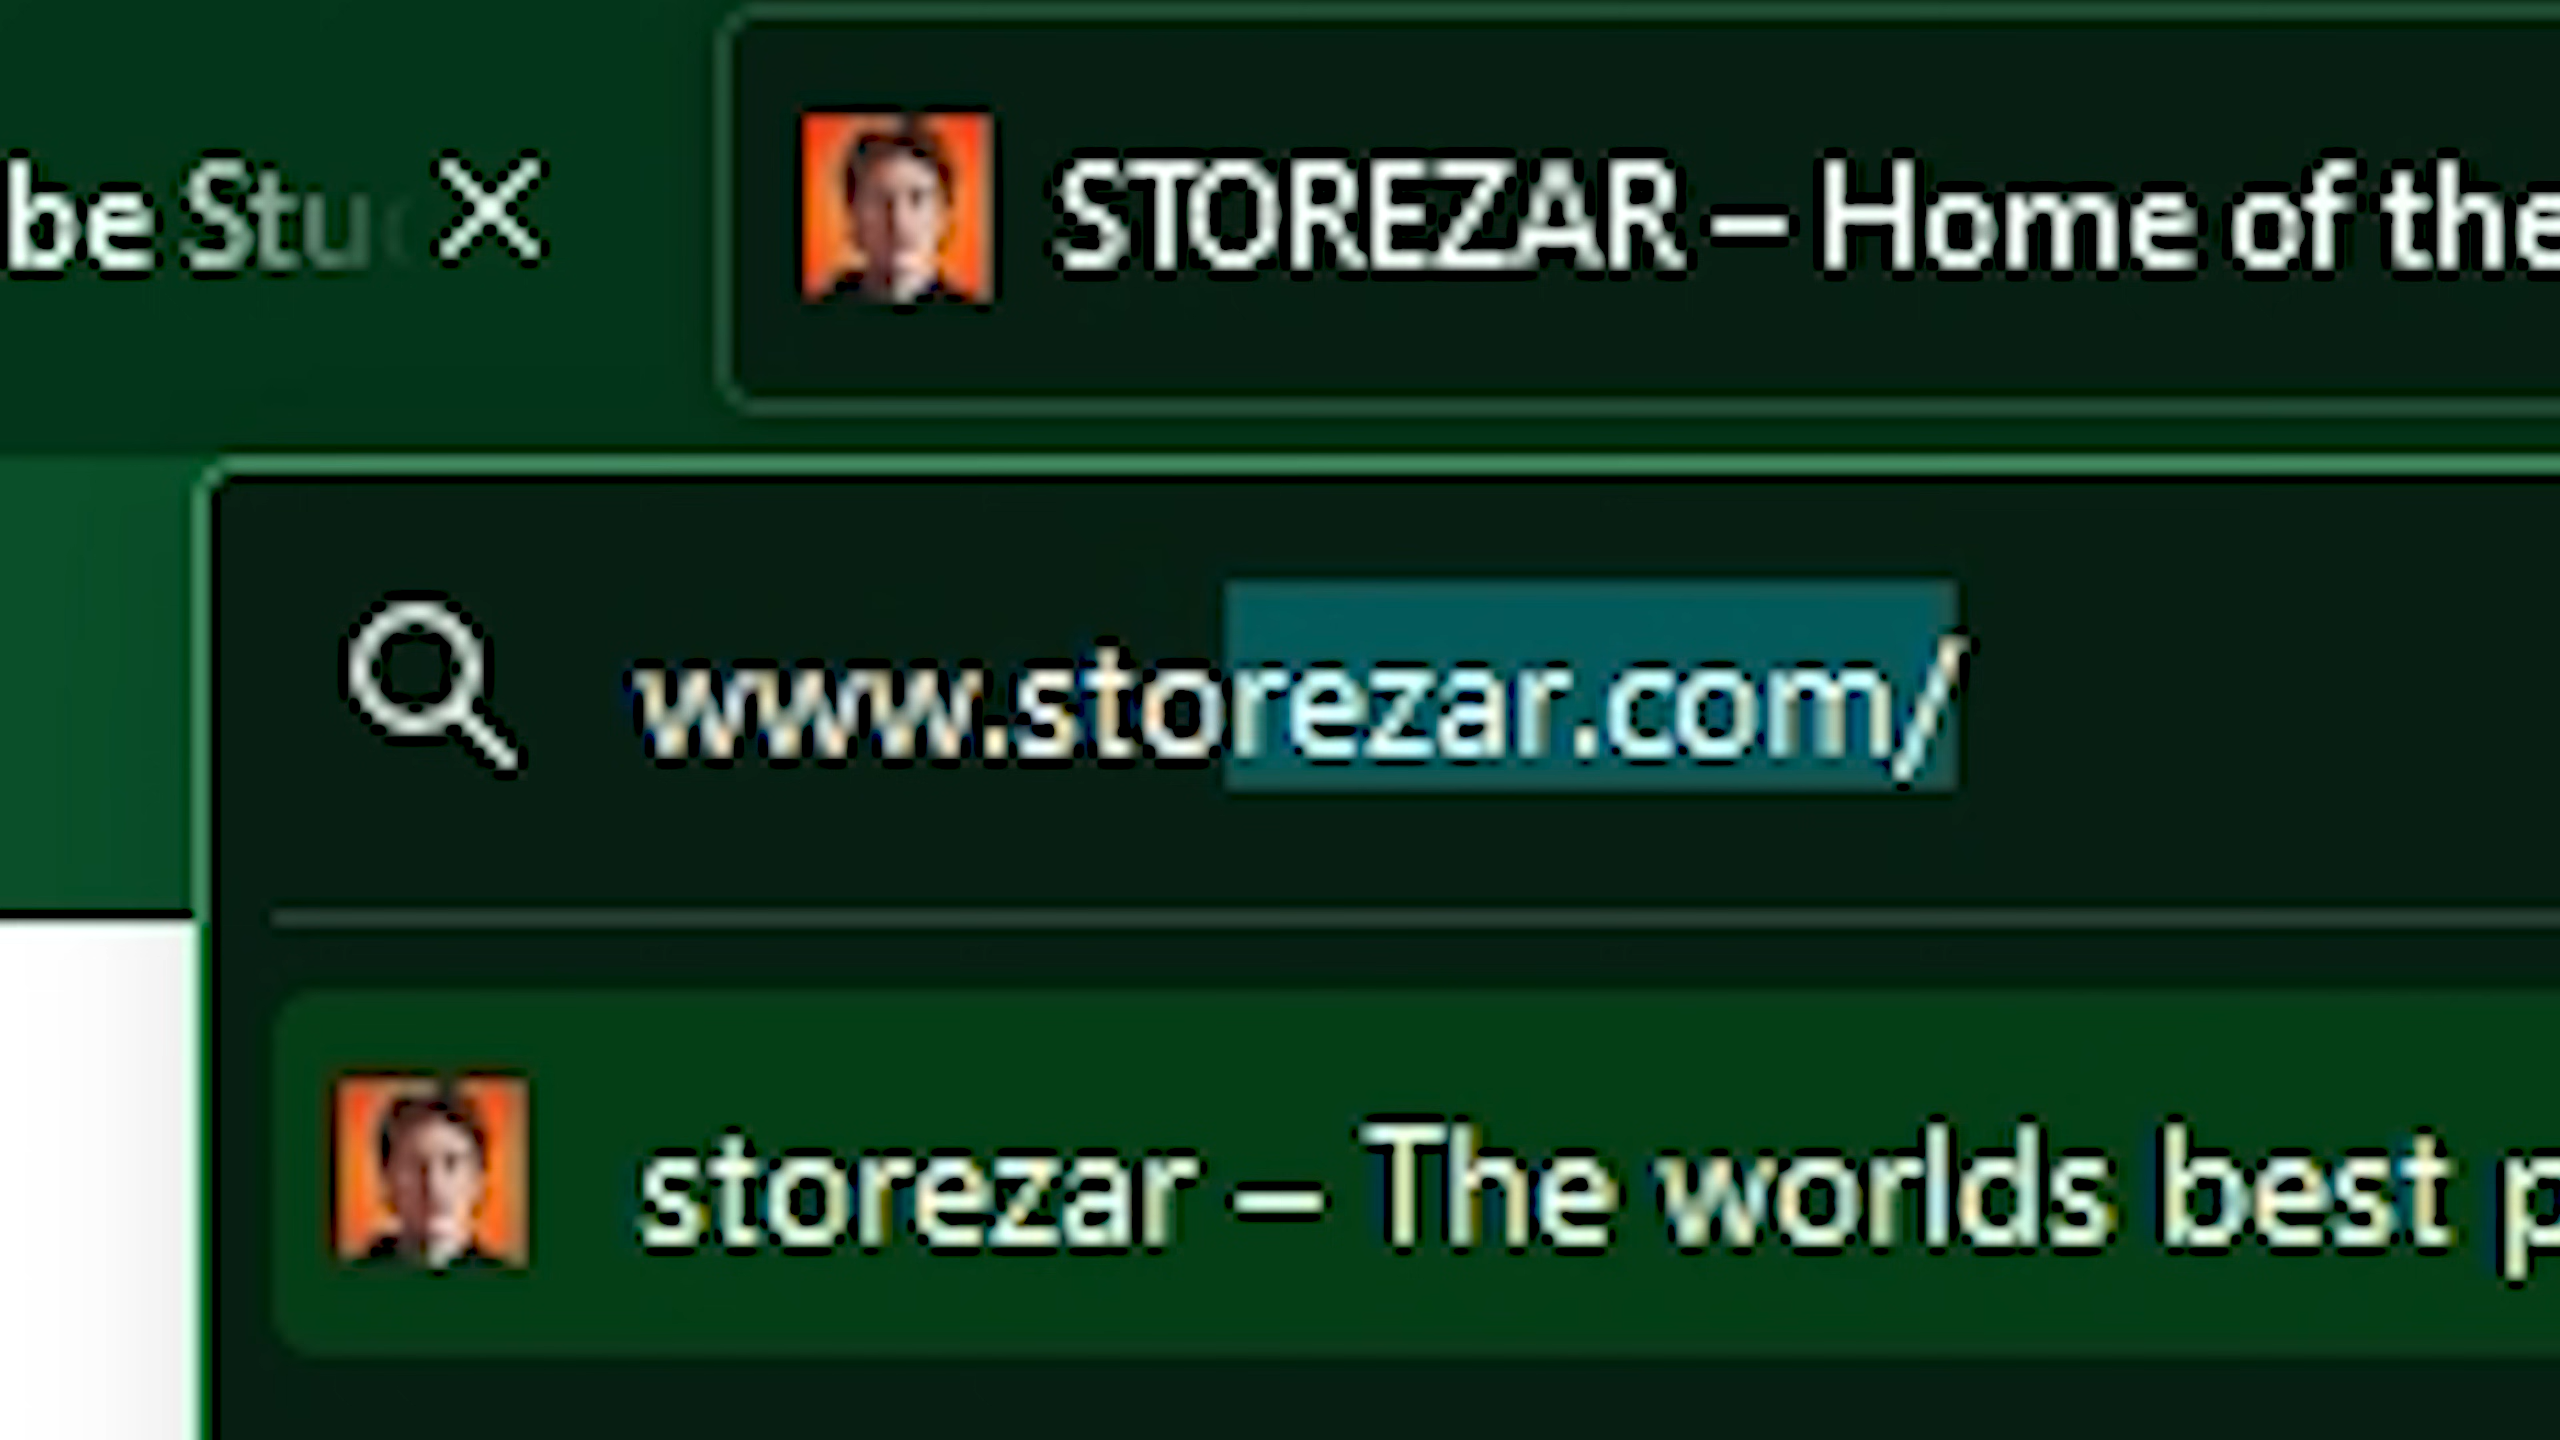 be Stu
STOREZAR – Home of the
www.storezar.com/
storezar – The worlds best p